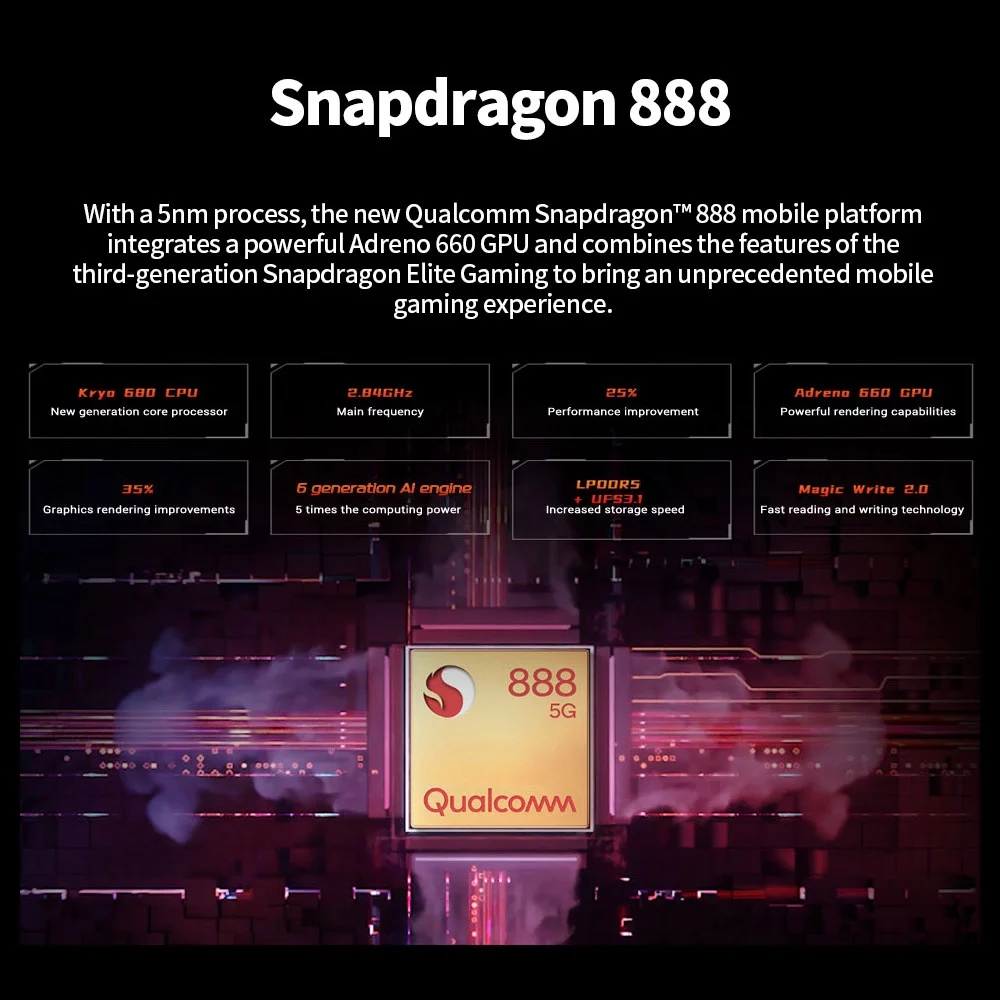 Snapdragon 888
With a 5nm process, the new Qualcomm Snapdragon™ 888 mobile platform
integrates a powerful Adreno 660 GPU and combines the features of the
third-generation Snapdragon Elite Gaming to bring an unprecedented mobile
gaming experience.
Kryo 680 CPU
New generation core processor
2.84GHz
Main frequency
25%
Performance improvement
Adreno 660 GPU
Powerful rendering capabilities
35%
Graphics rendering improvements
6 generation AI engine
5 times the computing power
LPDDR5
+ UFS3.1
Increased storage speed
Magic Write 2.0
Fast reading and writing technology
888
5G
Qualcomm